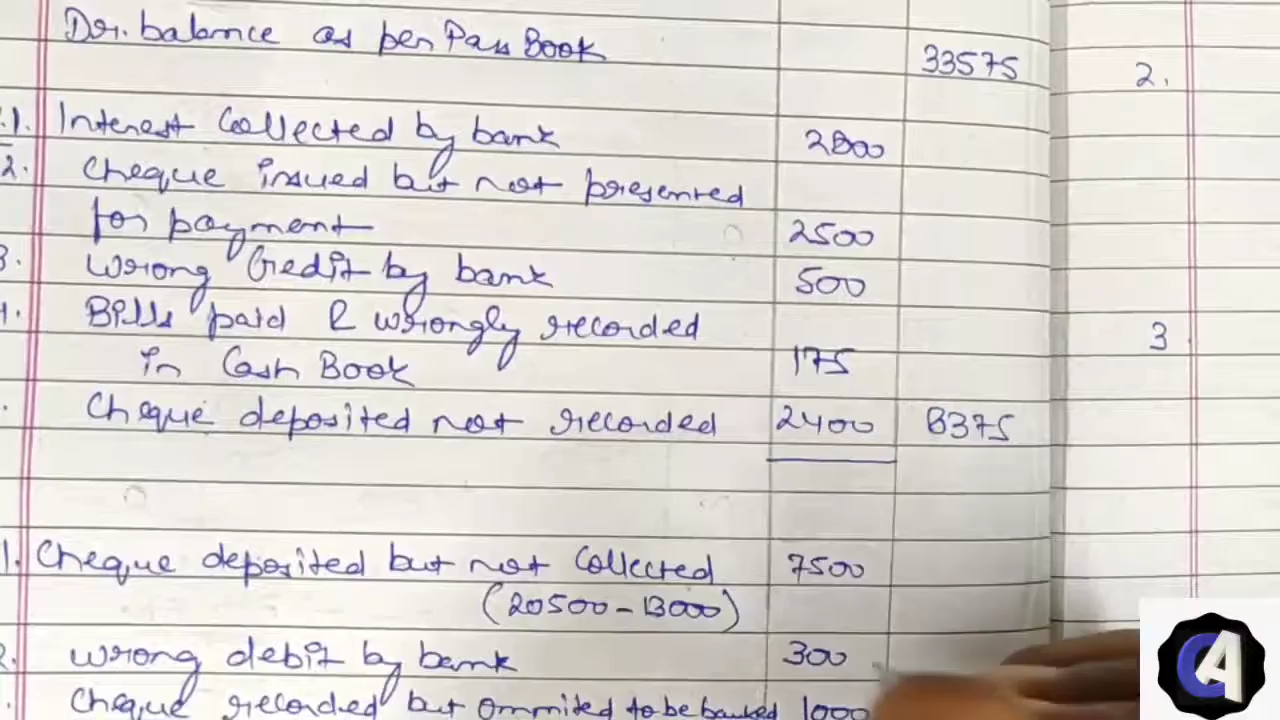 Dr. balance as per Pass Book 33575
2.
1. Interest Collected by bank 2800
2. Cheque issued but not presented
for payment 2500
3. Wrong Credit by bank 500
4. Bills paid & wrongly recorded
in Cash Book 175
3
Cheque deposited not recorded 2400 8375
1. Cheque deposited but not collected 7500
(20500-13000)
2. Wrong debit by bank 300
Cheque recorded but ommited to be banked 1000
CA